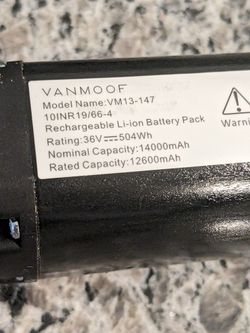 VANMOOF
Model Name:VM13-147
10INR19/66-4
Rechargeable Li-ion Battery Pack
Rating:36V⎓504Wh
Nominal Capacity:14000mAh
Rated Capacity:12600mAh